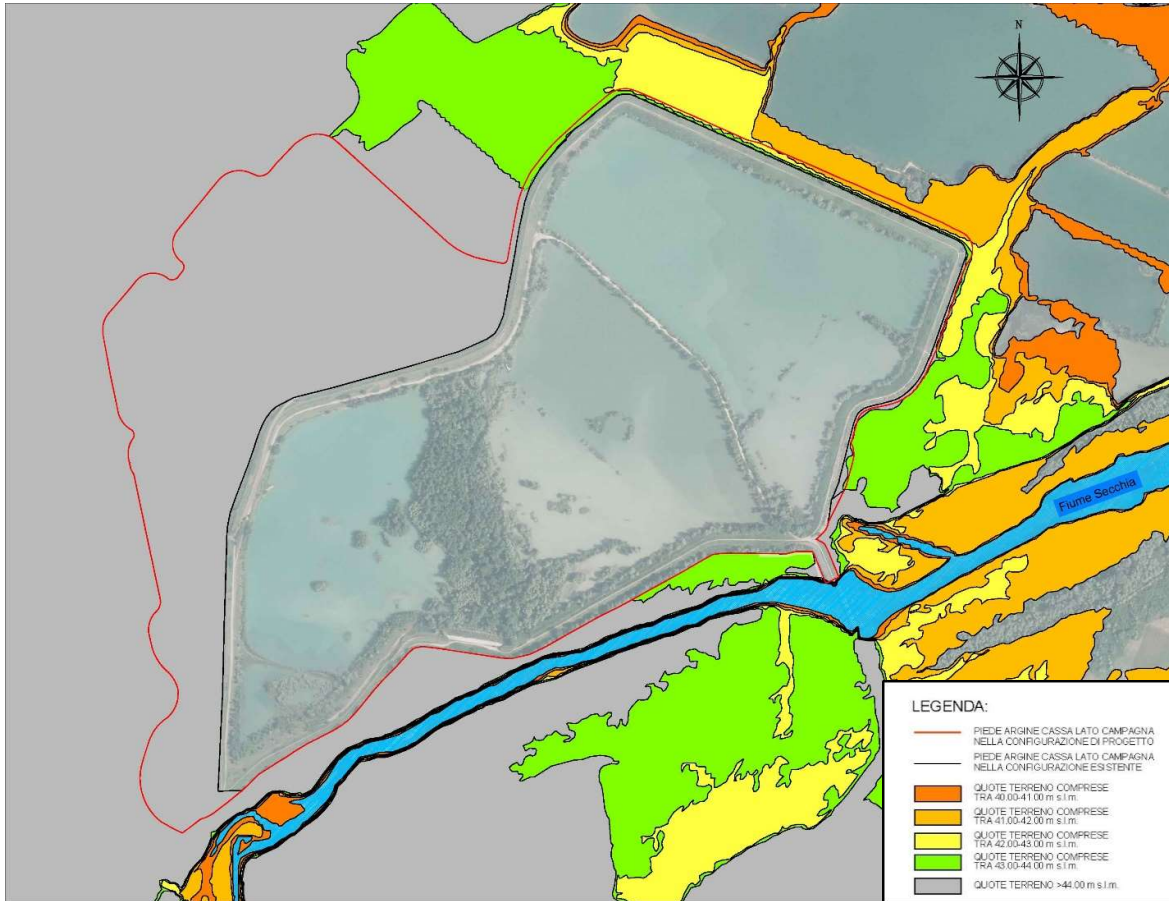 N
Fiume Secchia
LEGENDA:
PIEDE ARGINE CASSA LATO CAMPAGNA
NELLA CONFIGURAZIONE DI PROGETTO
PIEDE ARGINE CASSA LATO CAMPAGNA
NELLA CONFIGURAZIONE ESISTENTE
QUOTE TERRENO COMPRESE
TRA 40.00-41.00 m s.l.m.
QUOTE TERRENO COMPRESE
TRA 41.00-42.00 m s.l.m.
QUOTE TERRENO COMPRESE
TRA 42.00-43.00 m s.l.m.
QUOTE TERRENO COMPRESE
TRA 43.00-44.00 m s.l.m.
QUOTE TERRENO >44.00 m s.l.m.